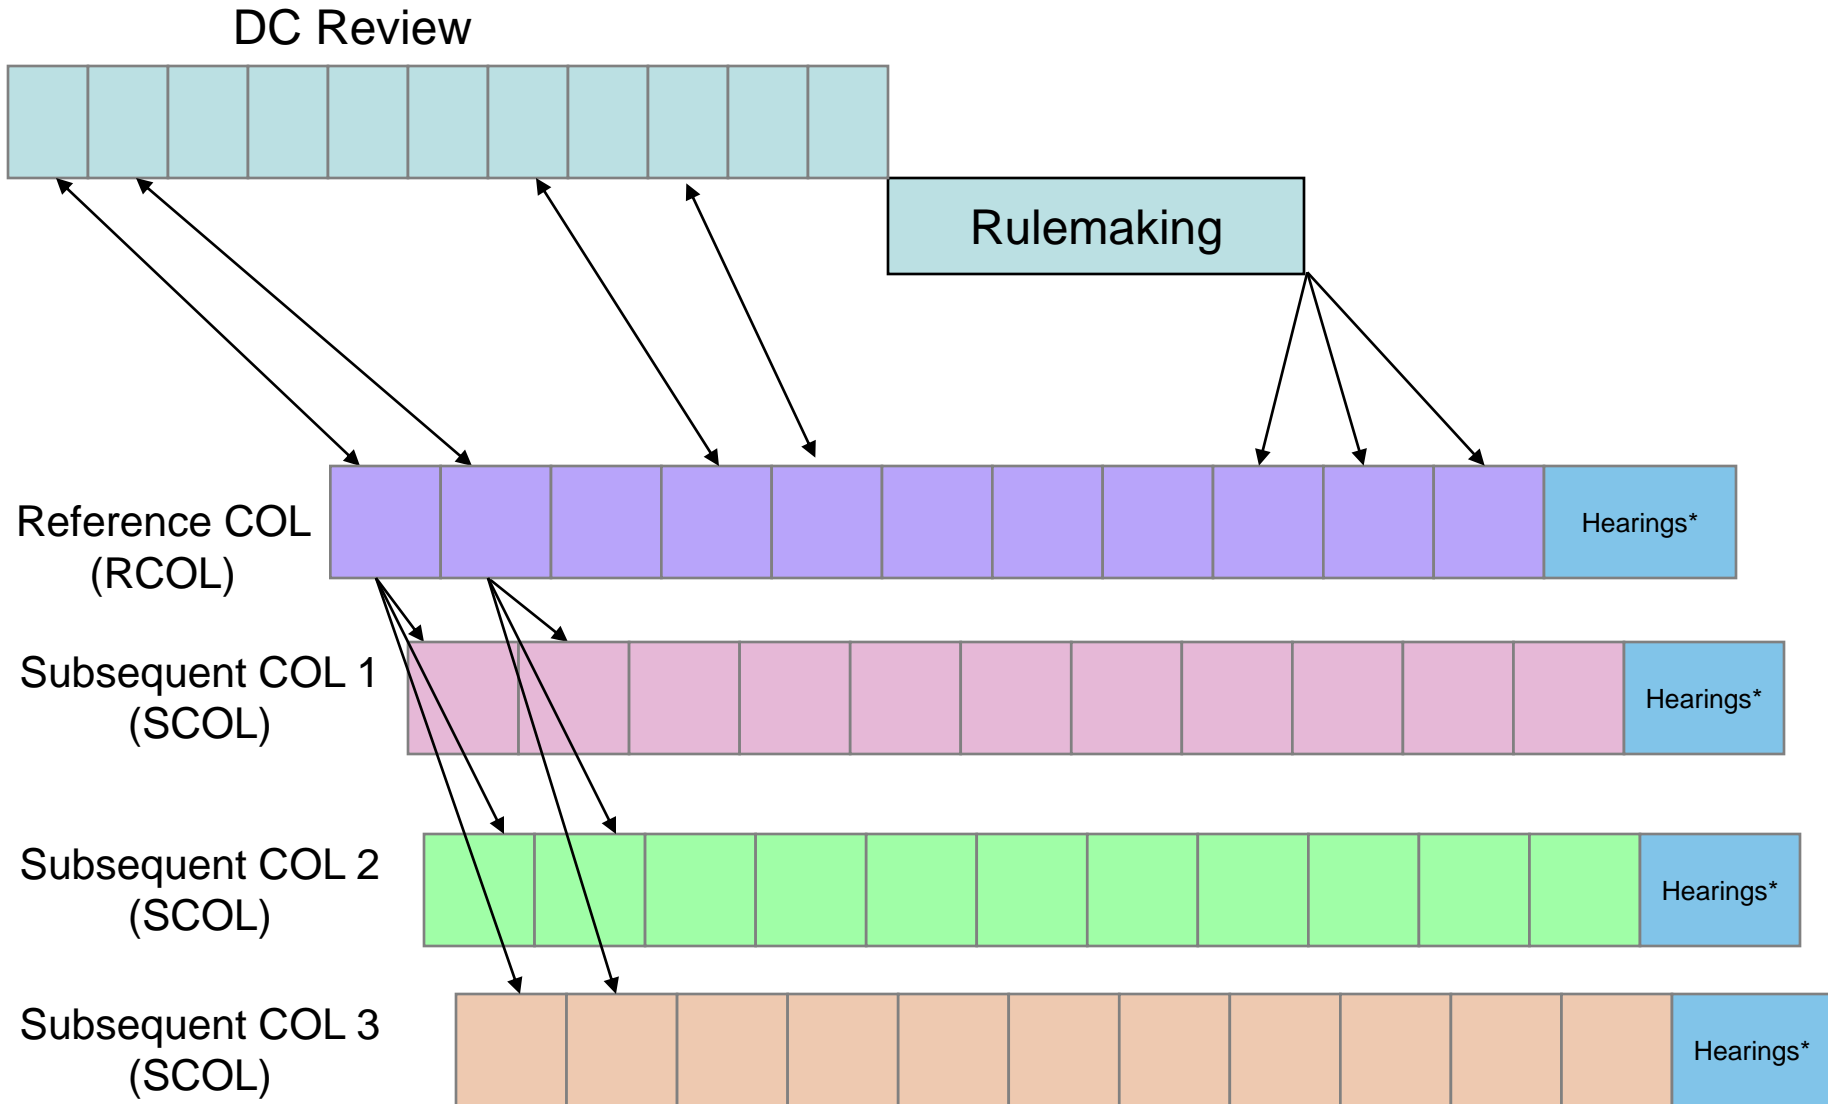 DC Review
Rulemaking
Reference COL
(RCOL)
Hearings*
Subsequent COL 1
(SCOL)
Hearings*
Subsequent COL 2
(SCOL)
Hearings*
Subsequent COL 3
(SCOL)
Hearings*